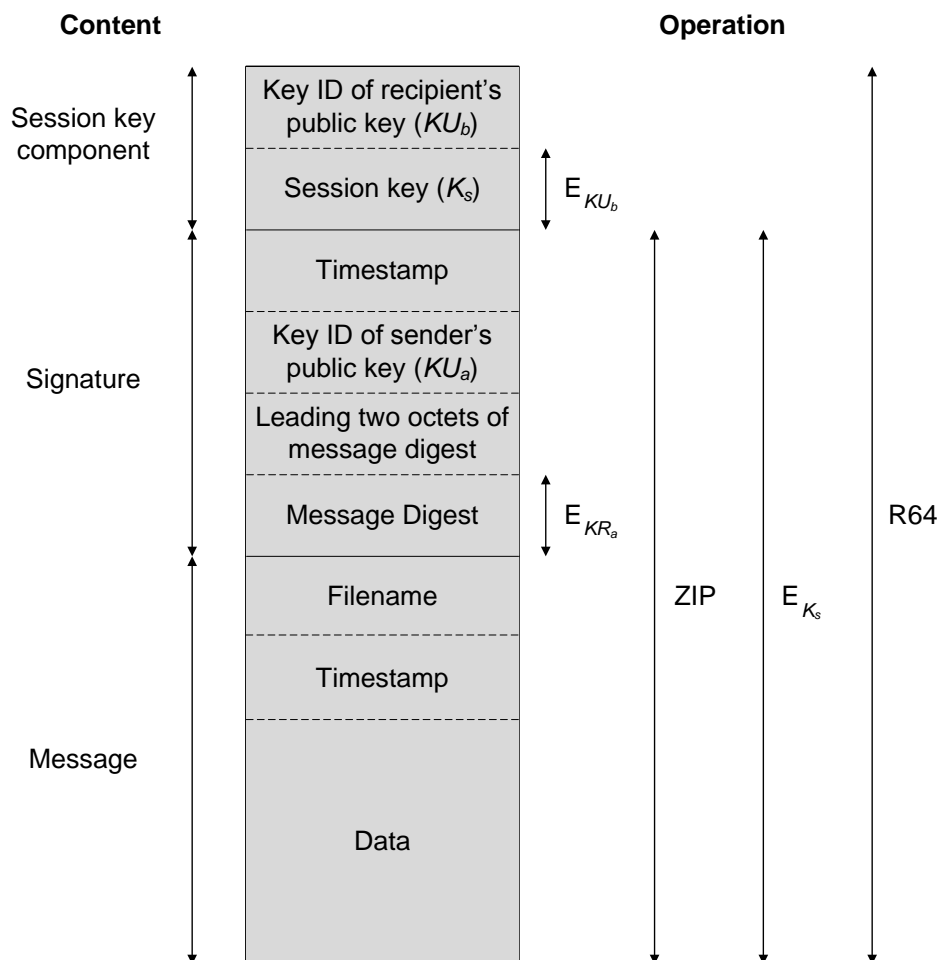 Content
Operation
Session key
component
Key ID of recipient’s
public key (KUb)
Session key (Ks)
E KUb
Signature
Timestamp
Key ID of sender’s
public key (KUa)
Leading two octets of
message digest
Message Digest
E KRa
R64
Message
Filename
ZIP
E Ks
Timestamp
Data